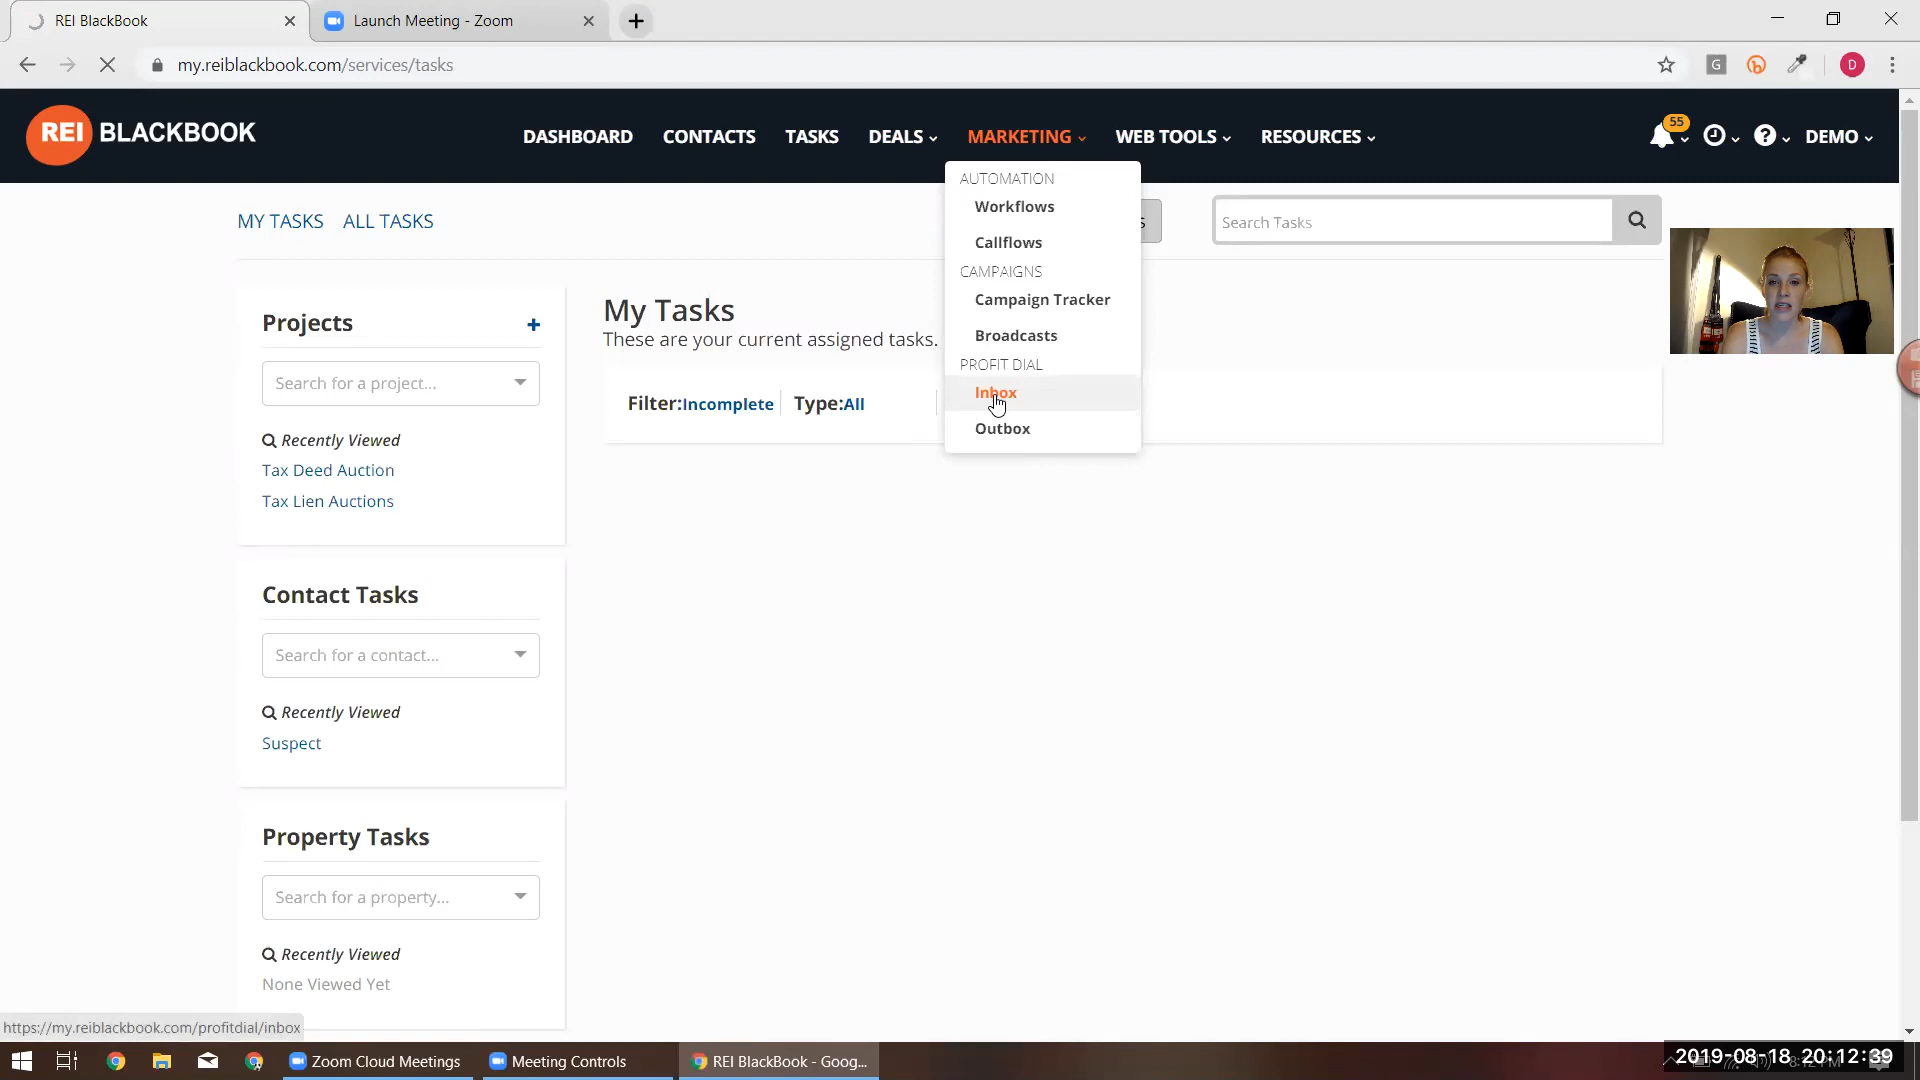 REI BlackBook
Launch Meeting - Zoom
my.reiblackbook.com/services/tasks
G
D
REI BLACKBOOK
DASHBOARD
CONTACTS
TASKS
DEALS
MARKETING
WEB TOOLS
RESOURCES
55
DEMO
AUTOMATION
Workflows
Callflows
CAMPAIGNS
Campaign Tracker
Broadcasts
PROFIT DIAL
Inbox
Outbox
MY TASKS
ALL TASKS
S
Search Tasks
Projects
Search for a project...
Recently Viewed
Tax Deed Auction
Tax Lien Auctions
Contact Tasks
Search for a contact...
Recently Viewed
Suspect
Property Tasks
Search for a property...
Recently Viewed
None Viewed Yet
My Tasks
These are your current assigned tasks.
Filter:Incomplete
Type:All
https://my.reiblackbook.com/profitdial/inbox
Zoom Cloud Meetings
Meeting Controls
REI BlackBook - Goog...
2019-08-18 20:12:39